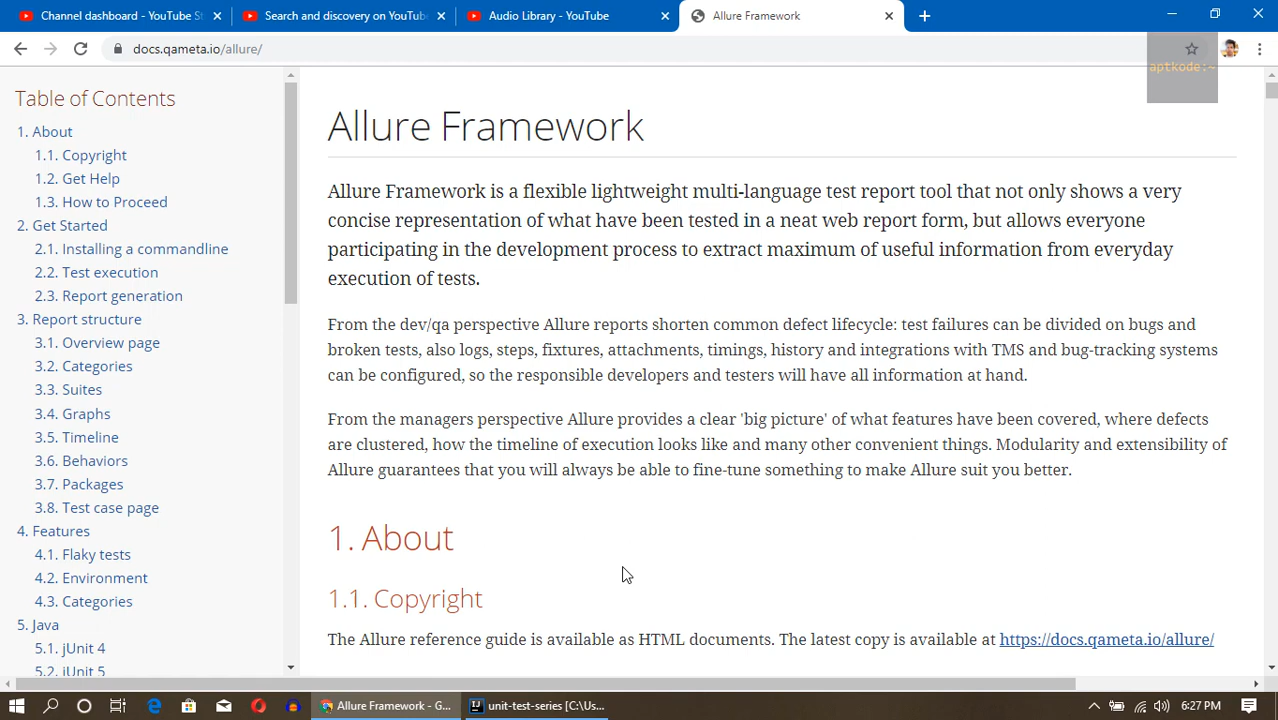 Channel dashboard - YouTube St
Search and discovery on YouTube
Audio Library - YouTube
Allure Framework
docs.qameta.io/allure/
aptkode:~
Table of Contents
1. About
1.1. Copyright
1.2. Get Help
1.3. How to Proceed
2. Get Started
2.1. Installing a commandline
2.2. Test execution
2.3. Report generation
3. Report structure
3.1. Overview page
3.2. Categories
3.3. Suites
3.4. Graphs
3.5. Timeline
3.6. Behaviors
3.7. Packages
3.8. Test case page
4. Features
4.1. Flaky tests
4.2. Environment
4.3. Categories
5. Java
5.1. jUnit 4
5.2. jUnit 5
Allure Framework
Allure Framework is a flexible lightweight multi-language test report tool that not only shows a very
concise representation of what have been tested in a neat web report form, but allows everyone
participating in the development process to extract maximum of useful information from everyday
execution of tests.
From the dev/qa perspective Allure reports shorten common defect lifecycle: test failures can be divided on bugs and
broken tests, also logs, steps, fixtures, attachments, timings, history and integrations with TMS and bug-tracking systems
can be configured, so the responsible developers and testers will have all information at hand.
From the managers perspective Allure provides a clear 'big picture' of what features have been covered, where defects
are clustered, how the timeline of execution looks like and many other convenient things. Modularity and extensibility of
Allure guarantees that you will always be able to fine-tune something to make Allure suit you better.
1. About
1.1. Copyright
The Allure reference guide is available as HTML documents. The latest copy is available at https://docs.qameta.io/allure/
Allure Framework - G...
unit-test-series [C:\Us...
6:27 PM